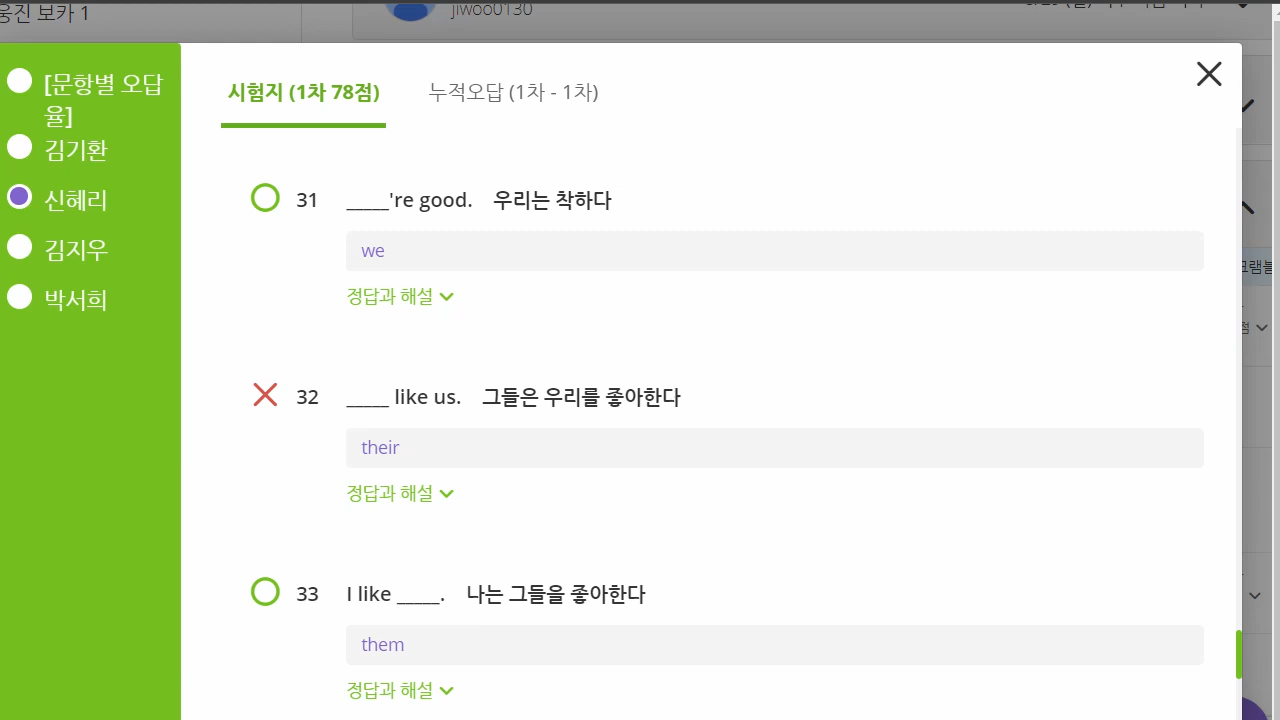 웅진 보카 1
jiwoo0130
[문항별 오답
율]
김기환
신혜리
김지우
박서희
시험지 (1차 78점)
누적오답 (1차 - 1차)
31 _____'re good. 우리는 착하다
we
정답과 해설
32 _____ like us. 그들은 우리를 좋아한다
their
정답과 해설
33 I like _____. 나는 그들을 좋아한다
them
정답과 해설